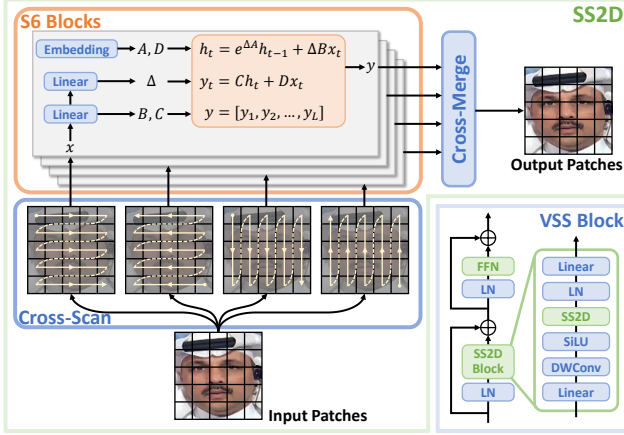 S6 Blocks
SS2D
Embedding
A, D
Linear
Δ
Linear
B, C
x
h_t = e^{ΔA}h_{t−1} + ΔBx_t
y_t = Ch_t + Dx_t
y = [y_1, y_2, …, y_L]
y
Cross-Merge
Output Patches
Cross-Scan
Input Patches
VSS Block
FFN
LN
SS2D
Block
LN
Linear
LN
SS2D
SiLU
DWConv
Linear